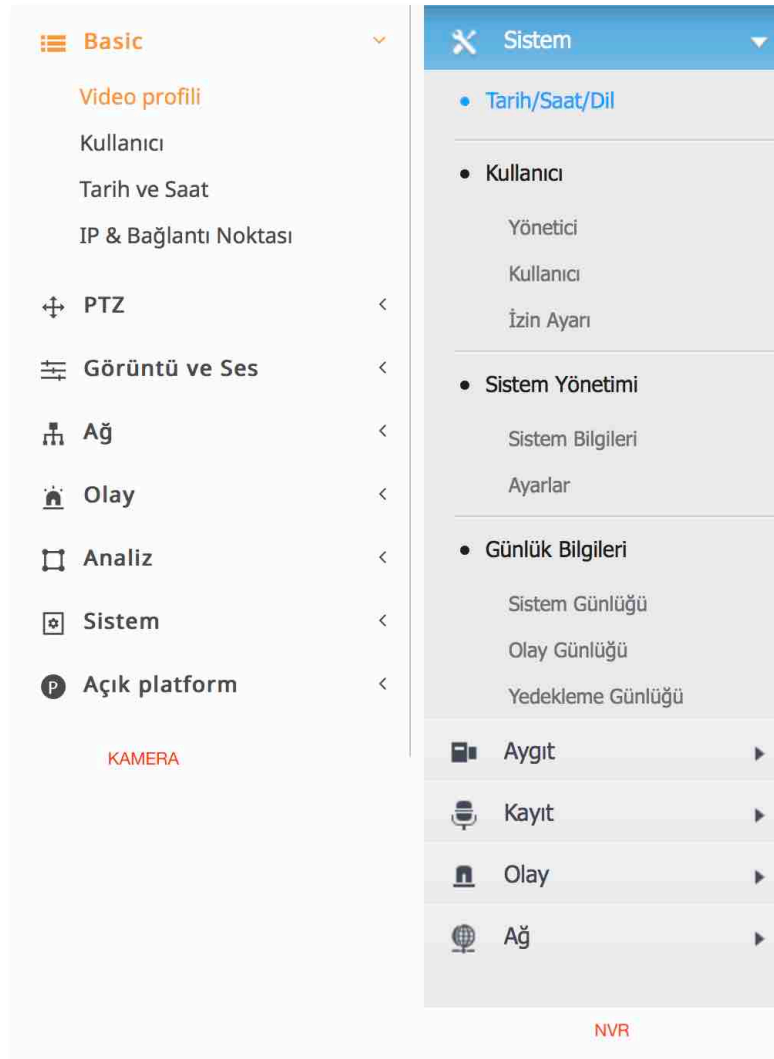 Basic
Video profili
Kullanıcı
Tarih ve Saat
IP & Bağlantı Noktası
PTZ
Görüntü ve Ses
Ağ
Olay
Analiz
Sistem
P
Açık platform
KAMERA
Sistem
Tarih/Saat/Dil
Kullanıcı
Yönetici
Kullanıcı
İzin Ayarı
Sistem Yönetimi
Sistem Bilgileri
Ayarlar
Günlük Bilgileri
Sistem Günlüğü
Olay Günlüğü
Yedekleme Günlüğü
Aygıt
Kayıt
Olay
Ağ
NVR